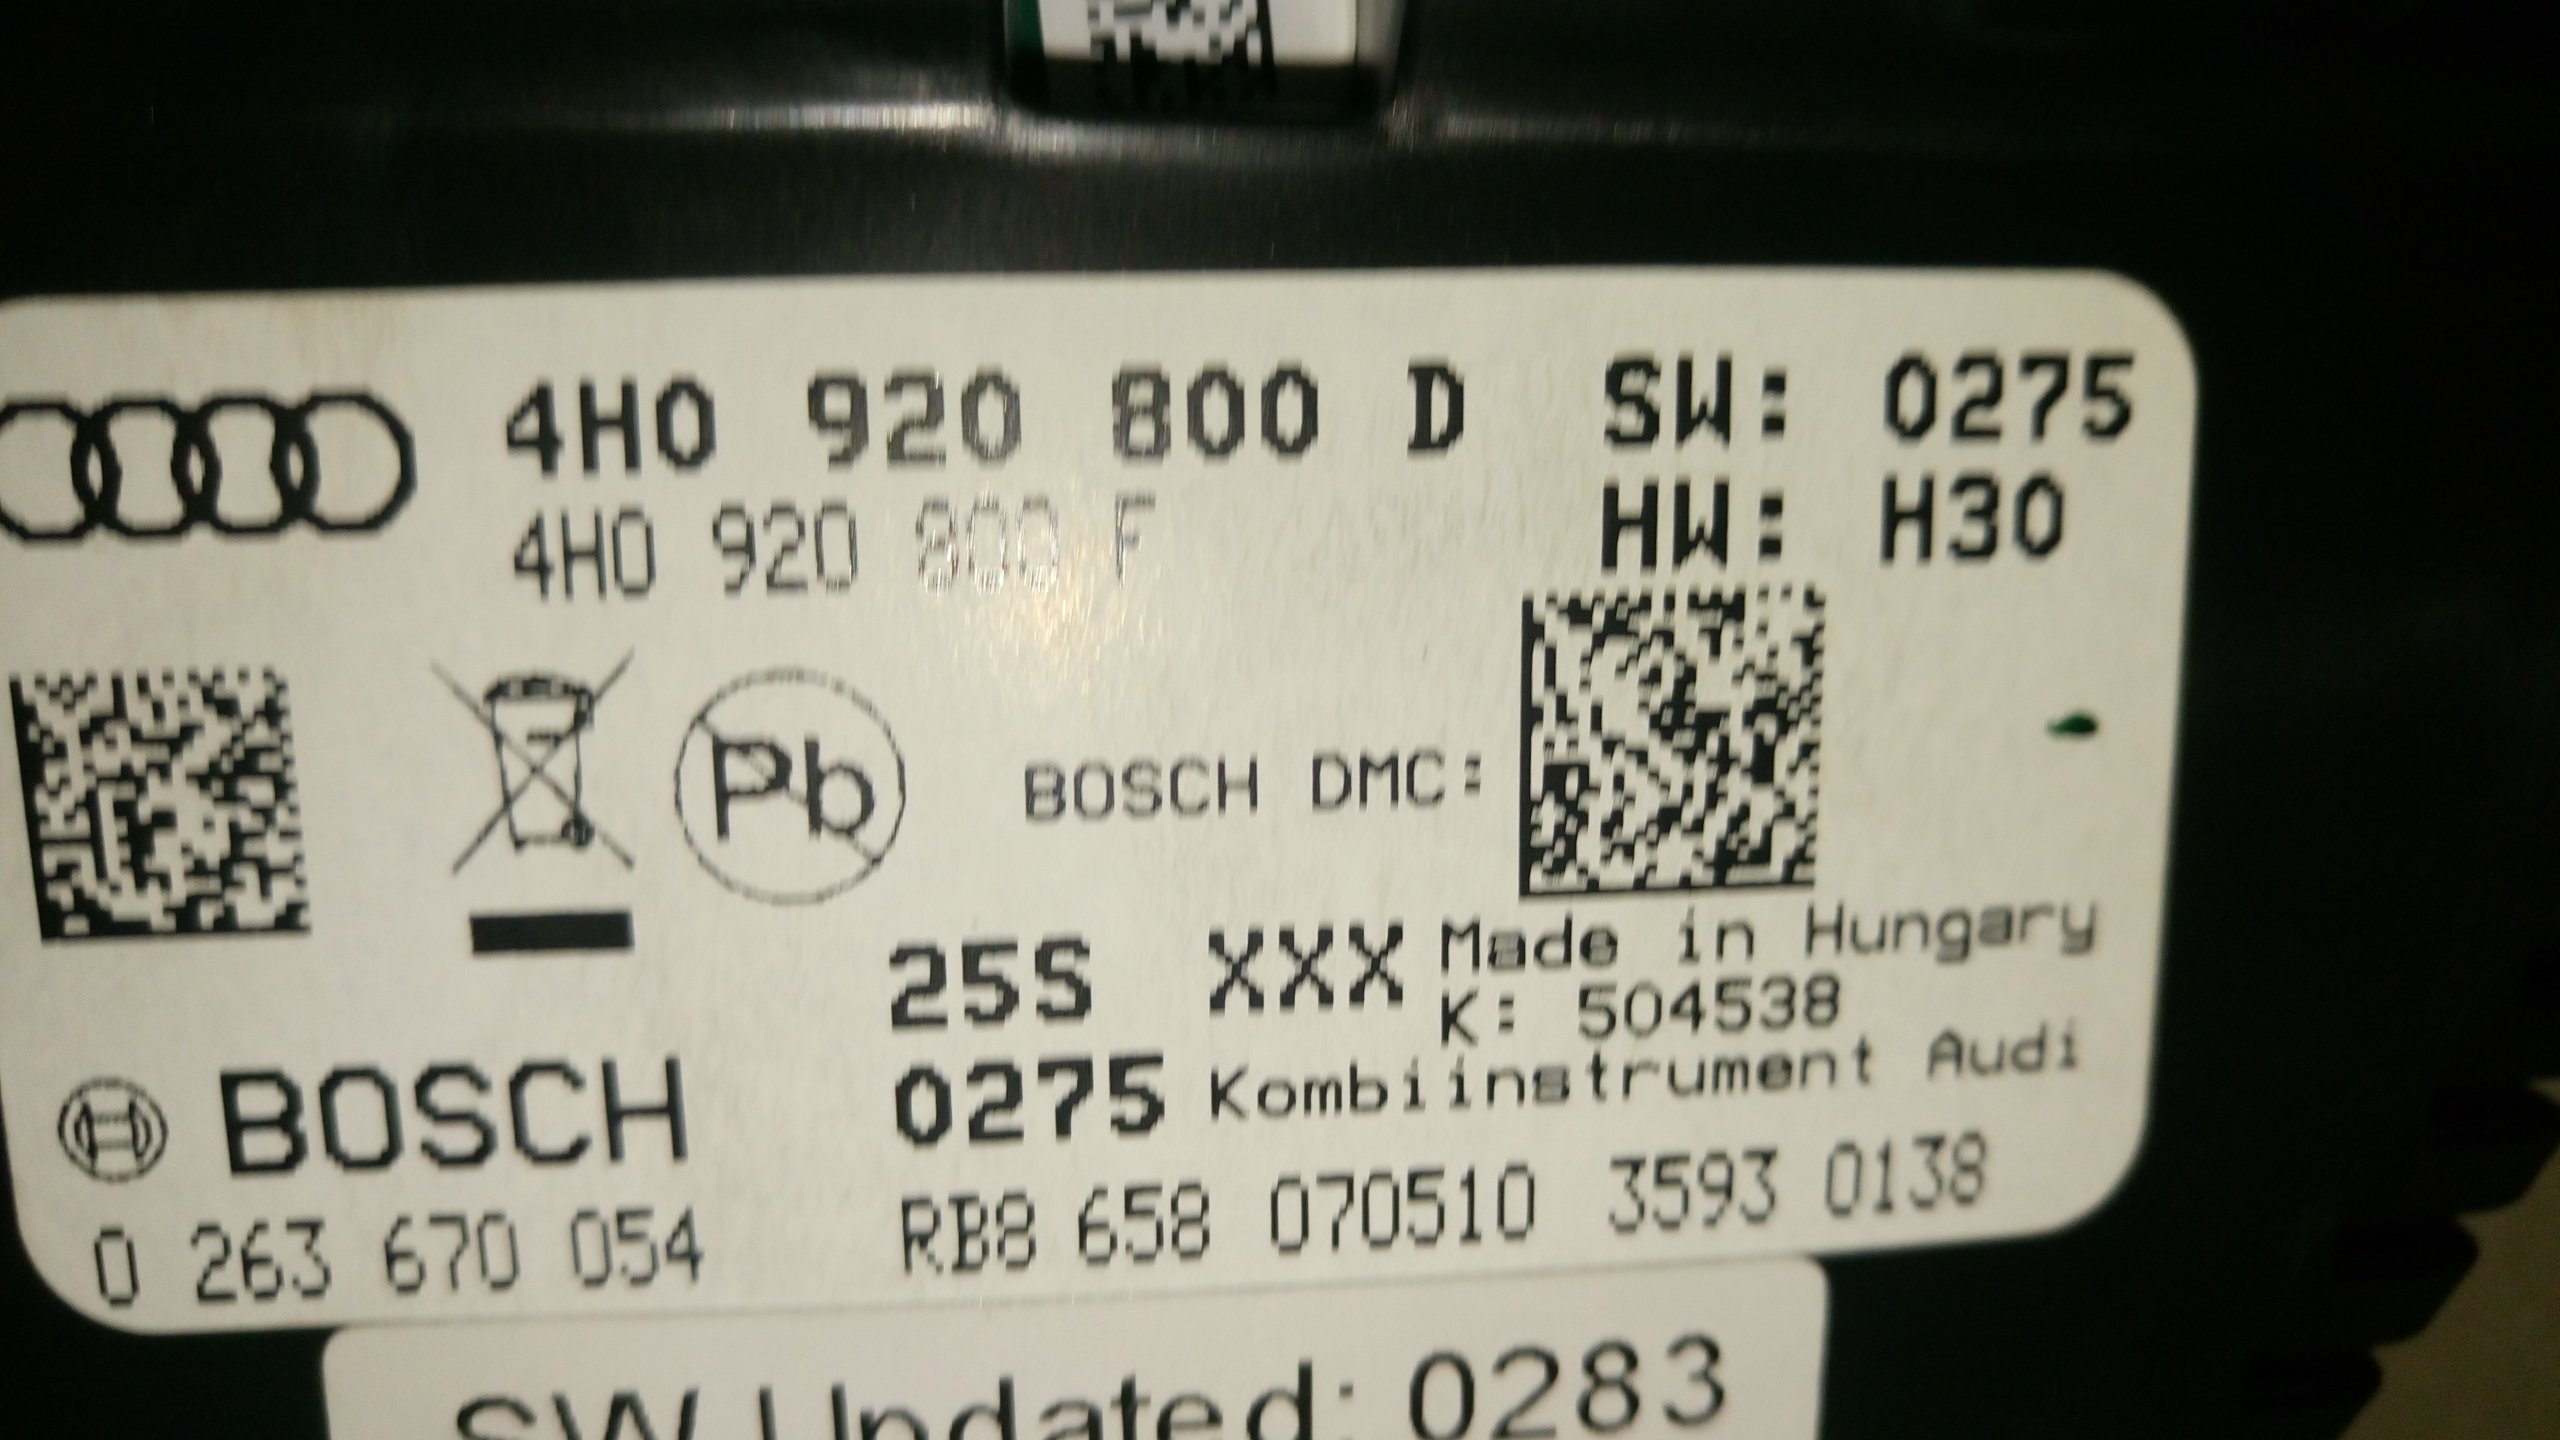 4H0 920 800 D SW: 0275
4H0 920 800 F HW: H30
Pb
BOSCH DMC:
25S XXX Made in Hungary
K: 504538
BOSCH 0275 Kombiinstrument Audi
0 263 670 054 RB8 658 070510 3593 0138
SW Updated: 0283